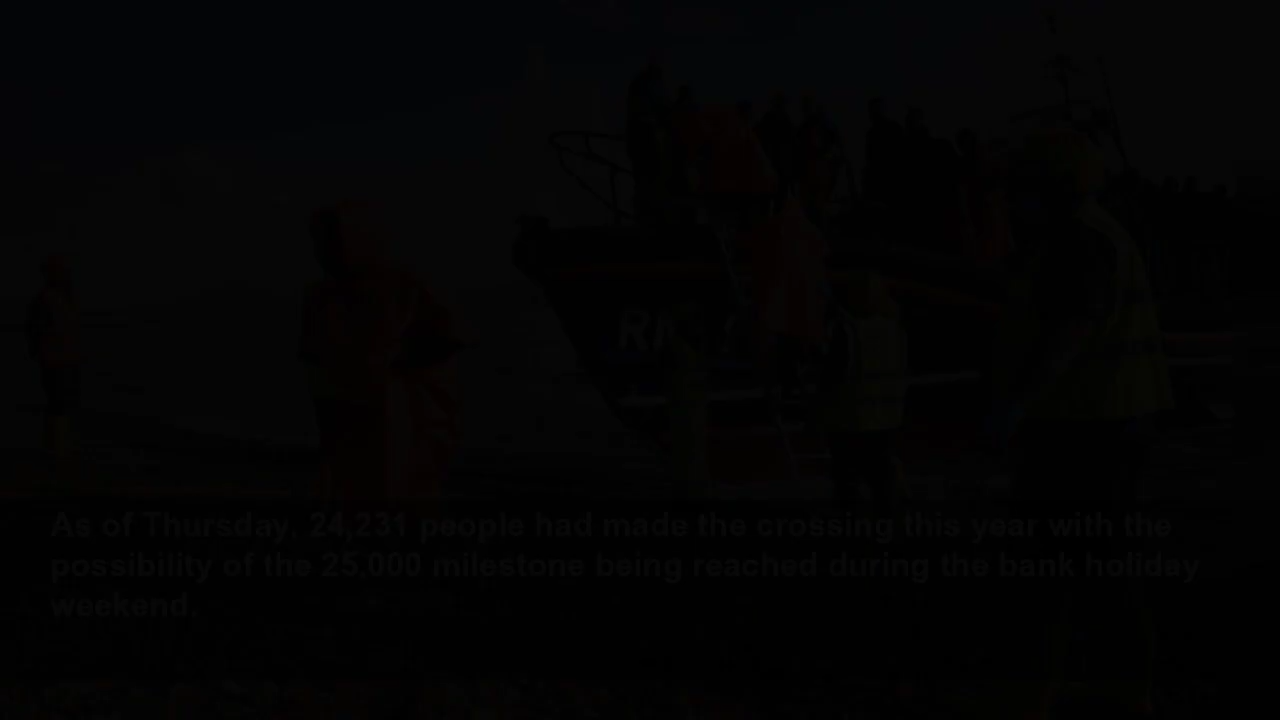 As of Thursday, 24,231 people had made the crossing this year with the
possibility of the 25,000 milestone being reached during the bank holiday
weekend.